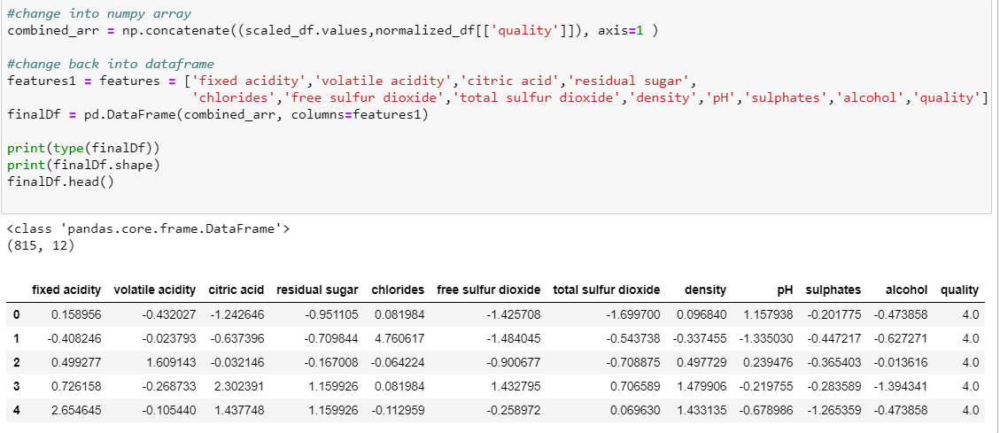 #change into numpy array
combined_arr = np.concatenate((scaled_df.values,normalized_df[['quality']]), axis=1 )
#change back into dataframe
features1 = features = ['fixed acidity','volatile acidity','citric acid','residual sugar',
'chlorides','free sulfur dioxide','total sulfur dioxide','density','pH','sulphates','alcohol','quality']
finalDf = pd.DataFrame(combined_arr, columns=features1)
print(type(finalDf))
print(finalDf.shape)
finalDf.head()
<class 'pandas.core.frame.DataFrame'>
(815, 12)
fixed acidity volatile acidity citric acid residual sugar chlorides free sulfur dioxide total sulfur dioxide density pH sulphates alcohol quality
0 0.158956 -0.432027 -1.242646 -0.951105 0.081984 -1.425708 -1.699700 0.096840 1.157938 -0.201775 -0.473858 4.0
1 -0.408246 -0.023793 -0.637396 -0.709844 4.760617 -1.484045 -0.543738 -0.337455 -1.335030 -0.447217 -0.627271 4.0
2 0.499277 1.609143 -0.032146 -0.167008 -0.064224 -0.900677 -0.708875 0.497729 0.239476 -0.365403 -0.013616 4.0
3 0.726158 -0.268733 2.302391 1.159926 0.081984 1.432795 0.706589 1.479906 -0.219755 -0.283589 -1.394341 4.0
4 2.654645 -0.105440 1.437748 1.159926 -0.112959 -0.258972 0.069630 1.433135 -0.678986 -1.265359 -0.473858 4.0